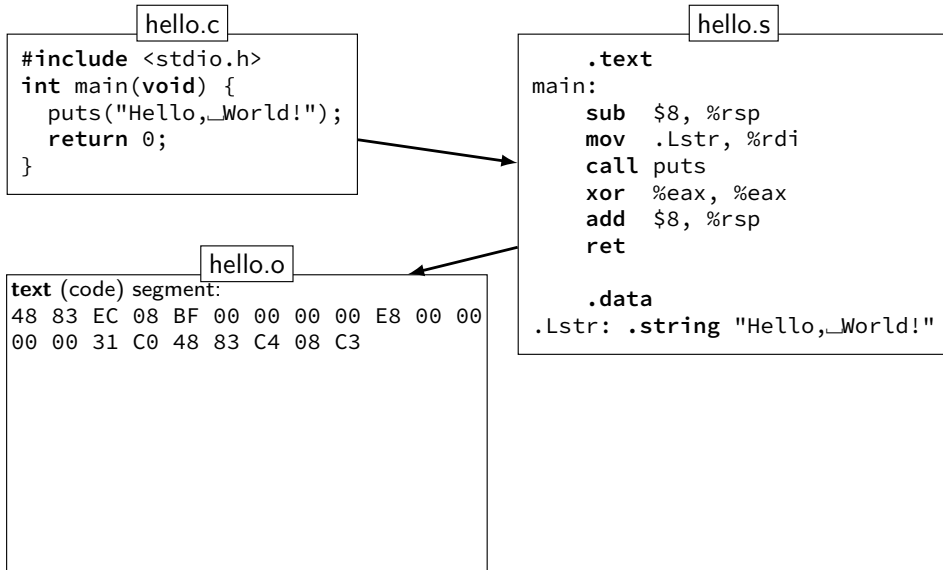 hello.c
#include <stdio.h>
int main(void) {
  puts("Hello,␣World!");
  return 0;
}
hello.s
    .text
main:
    sub  $8, %rsp
    mov  .Lstr, %rdi
    call puts
    xor  %eax, %eax
    add  $8, %rsp
    ret
    .data
.Lstr: .string "Hello,␣World!"
hello.o
text (code) segment:
48 83 EC 08 BF 00 00 00 00 E8 00 00
00 00 31 C0 48 83 C4 08 C3